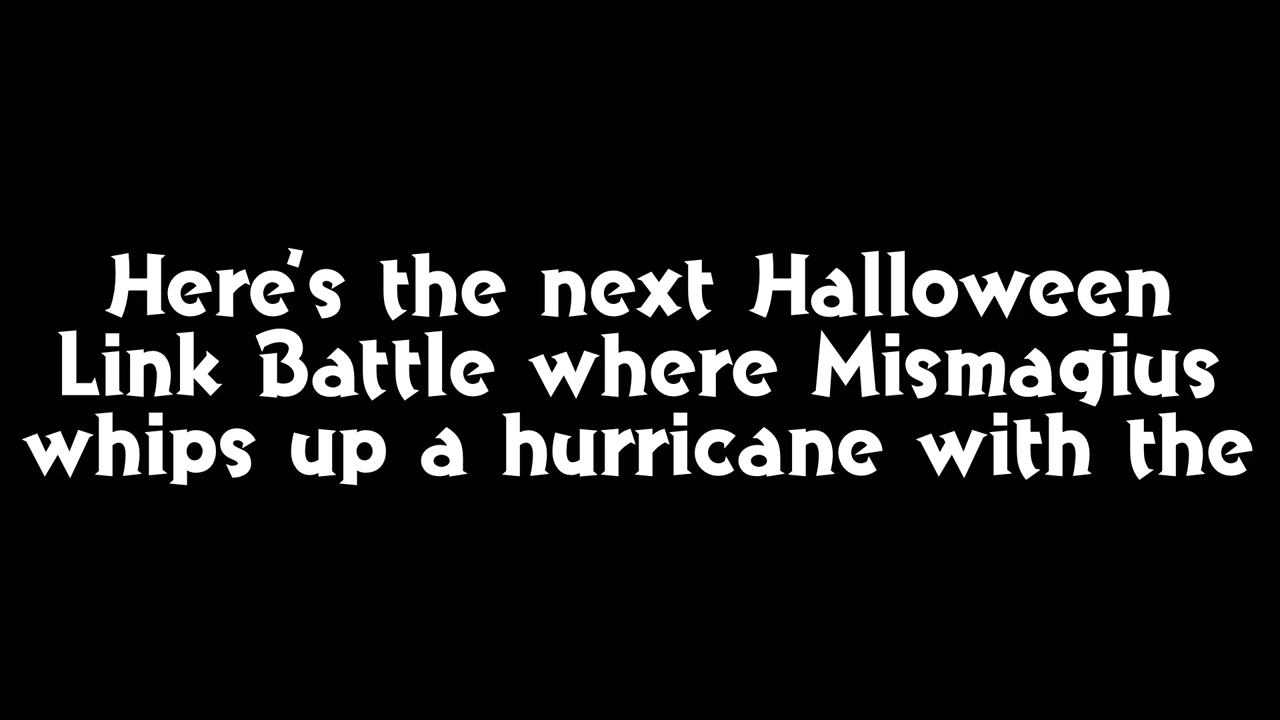 Here's the next Halloween
Link Battle where Mismagius
whips up a hurricane with the